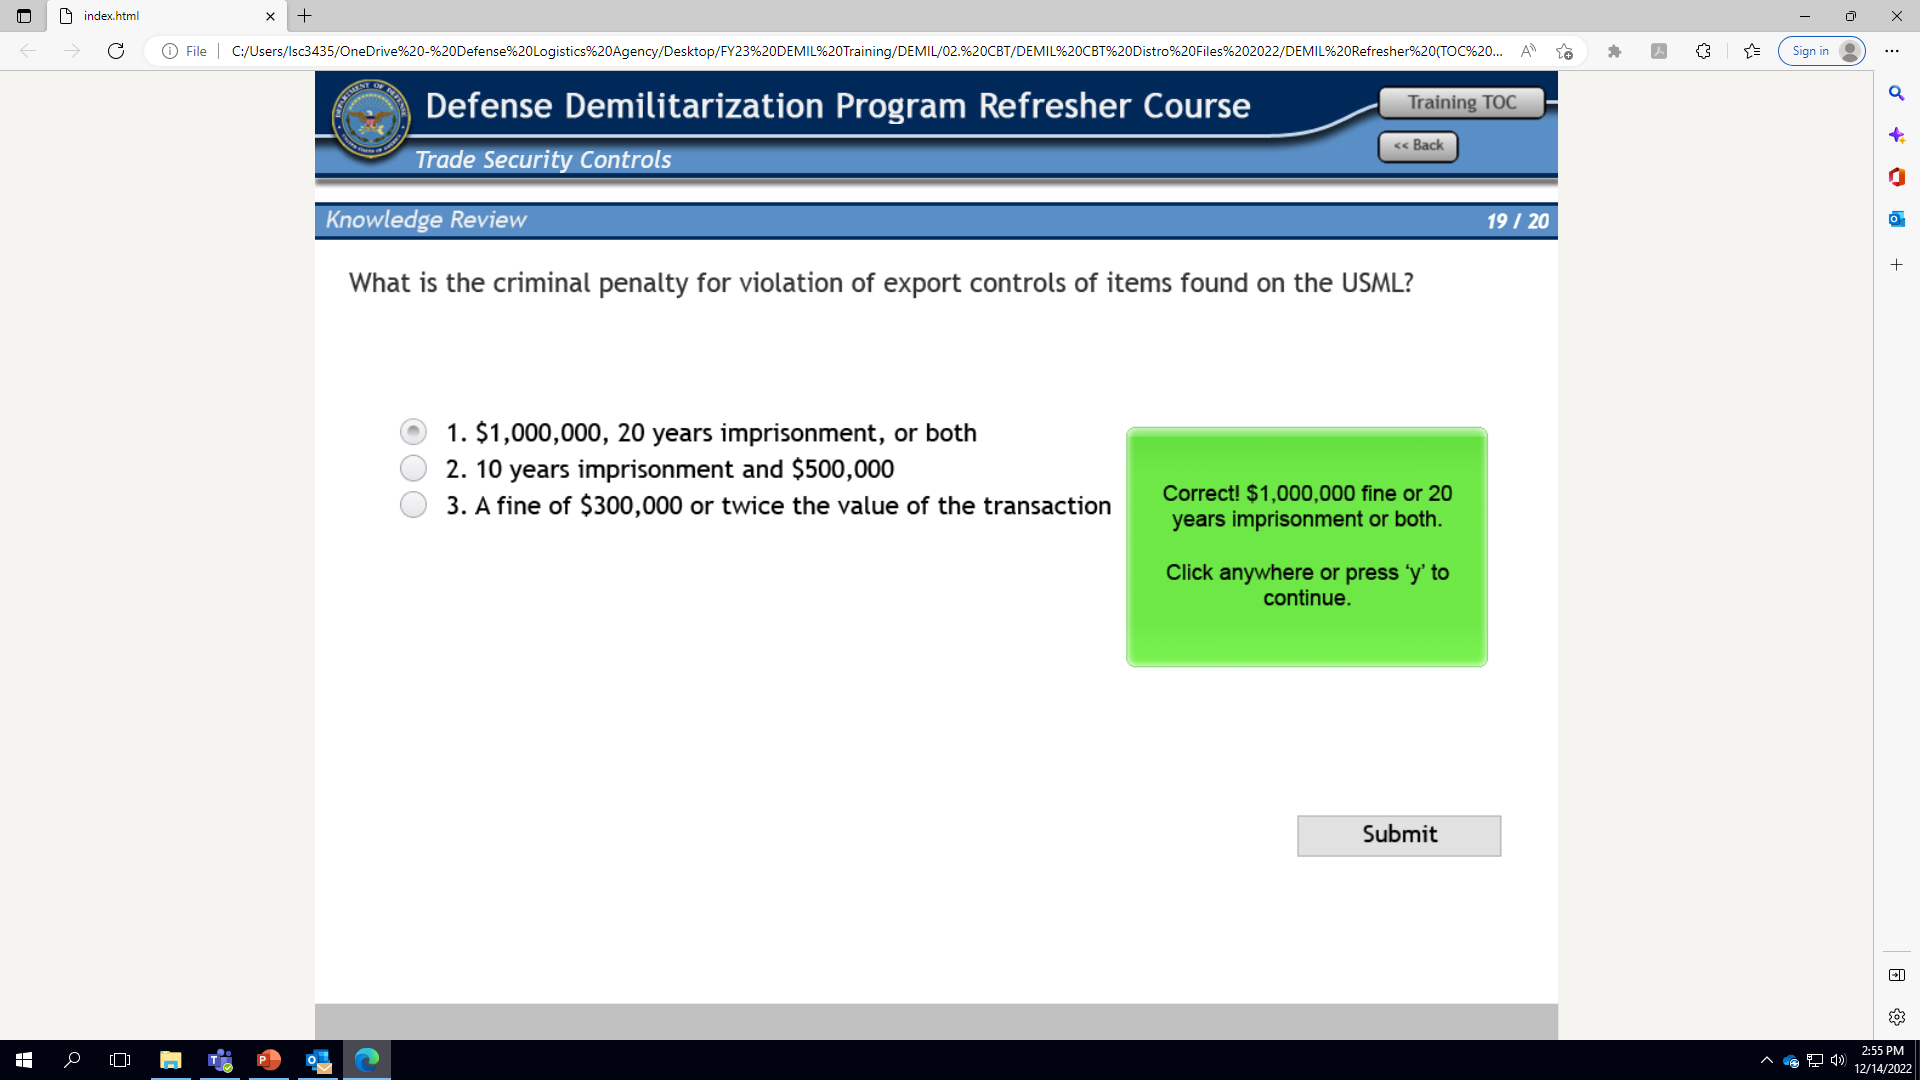 index.html
File
C:/Users/lsc3435/OneDrive%20-%20Defense%20Logistics%20Agency/Desktop/FY23%20DEMIL%20Training/DEMIL/02.%20CBT/DEMIL%20CBT%20Distro%20Files%202022/DEMIL%20Refresher%20(TOC%20...
Sign in
Defense Demilitarization Program Refresher Course
Training TOC
<< Back
Trade Security Controls
Knowledge Review
19 / 20
What is the criminal penalty for violation of export controls of items found on the USML?
1. $1,000,000, 20 years imprisonment, or both
2. 10 years imprisonment and $500,000
3. A fine of $300,000 or twice the value of the transaction
Correct! $1,000,000 fine or 20
years imprisonment or both.
Click anywhere or press ‘y’ to
continue.
Submit
2:55 PM
12/14/2022